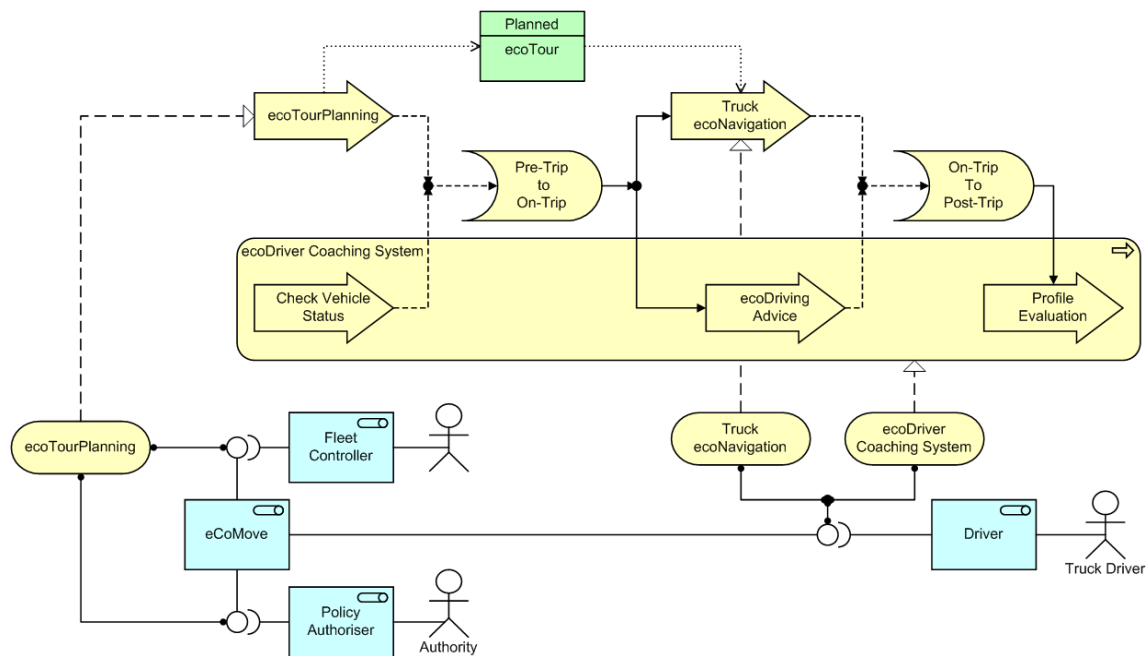 Planned
ecoTour
ecoTourPlanning
Truck
ecoNavigation
Pre-Trip
to
On-Trip
On-Trip
To
Post-Trip
ecoDriver Coaching System
Check Vehicle
Status
ecoDriving
Advice
Profile
Evaluation
ecoTourPlanning
Fleet
Controller
Truck
ecoNavigation
ecoDriver
Coaching System
eCoMove
Driver
Truck Driver
Policy
Authoriser
Authority